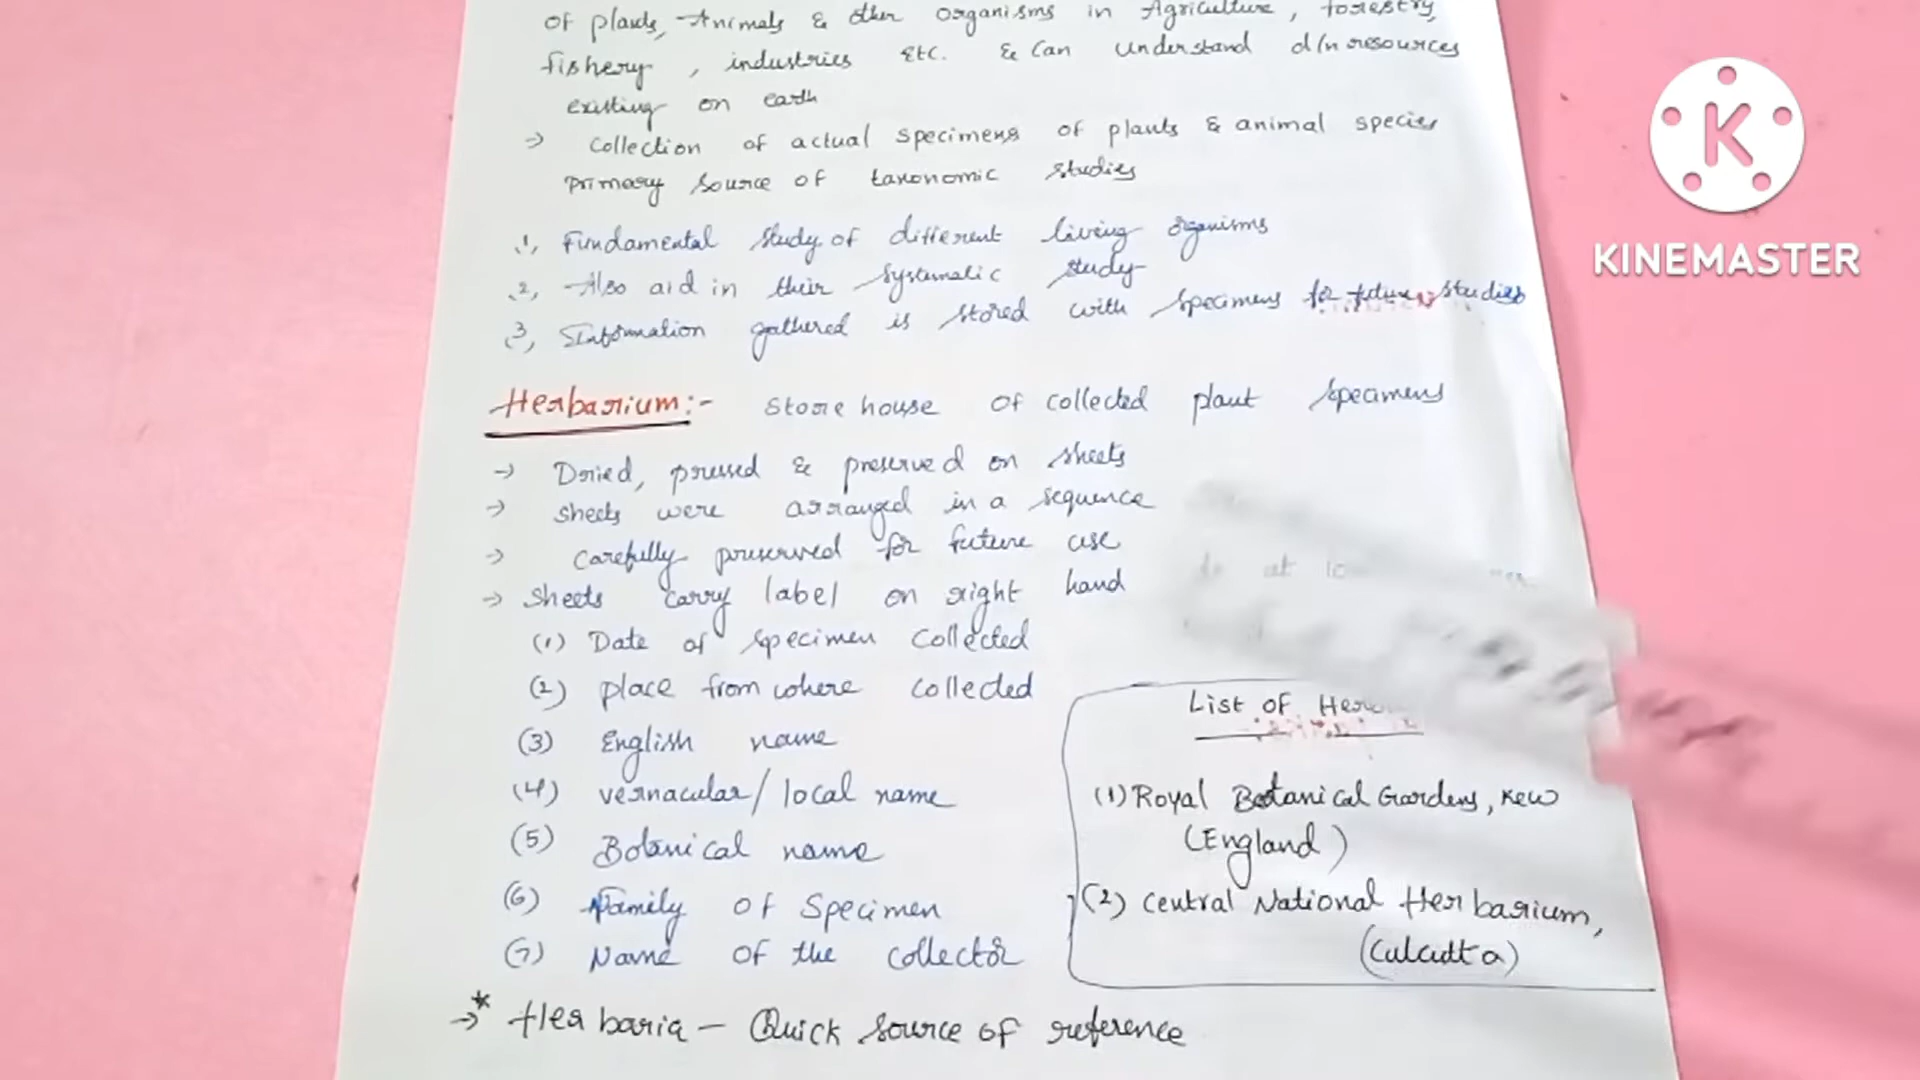 of plants, Animals & other organisms in Agriculture, forestry,
fishery, industries Etc. & Can understand d/n resources
existing on earth
→ Collection of actual specimens of plants & animal species
primary source of taxonomic studies
1, Fundamental study of different living organisms
2, Also aid in their systematic study
3, Information gathered is stored with specimens for future studies
Herbarium:- Store house of collected plant specimens
→ Dried, pressed & preserved on sheets
→ sheets were arranged in a sequence
→ carefully preserved for future use
→ sheets carry label on right hand
(1) Date of specimen collected
(2) place from where collected
(3) English name
(4) vernacular/local name
(5) Botanical name
(6) Family of Specimen
(7) Name of the collector
→* Herbaria - Quick source of reference
List of
(1) Royal Botanical Gardens, Kew
(England)
(2) Central National Herbarium,
(Culcutta)
K
KINEMASTER